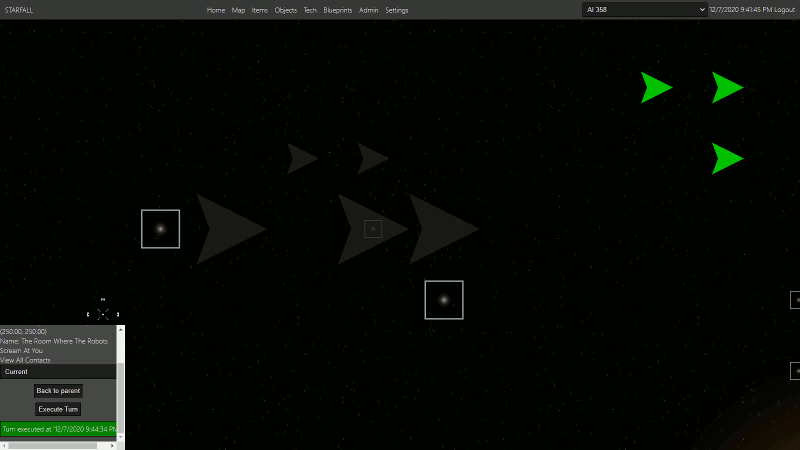 STARFALL
Home Map Items Objects Tech Blueprints Admin Settings
AI 358
12/7/2020 9:41:45 PM Logout
(250.00, 250.00)
Name: The Room Where The Robots
Scream At You
View All Contacts
Current
Back to parent
Execute Turn
Turn executed at '12/7/2020 9:44:34 PM